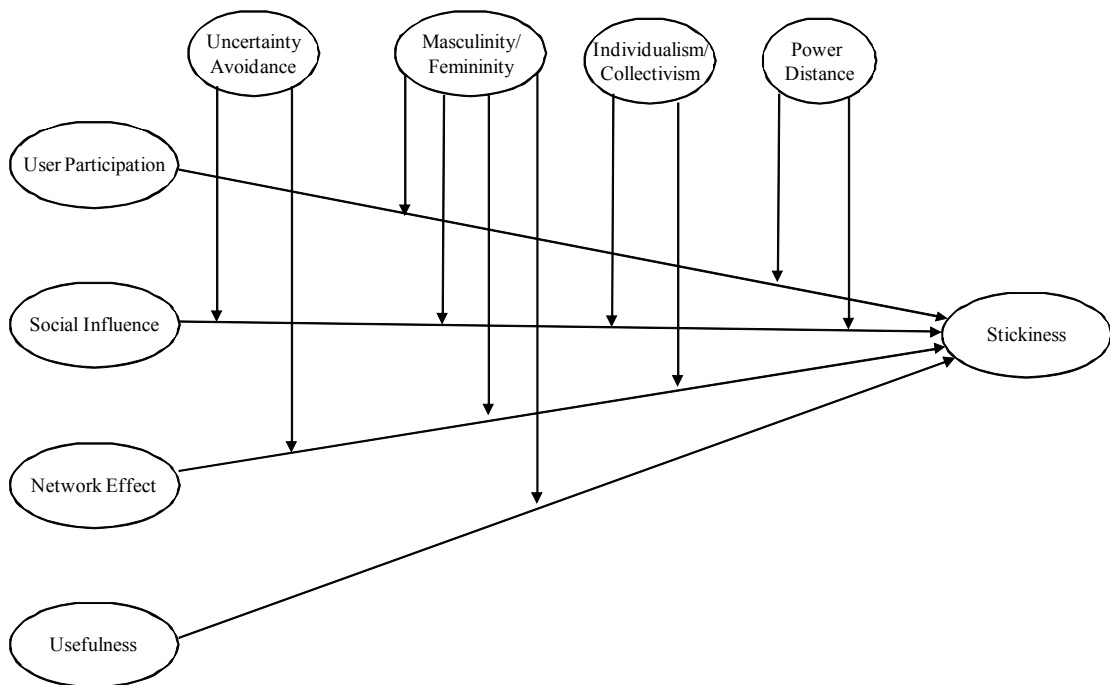 Uncertainty
Avoidance
Masculinity/
Femininity
Individualism/
Collectivism
Power
Distance
User Participation
Social Influence
Stickiness
Network Effect
Usefulness